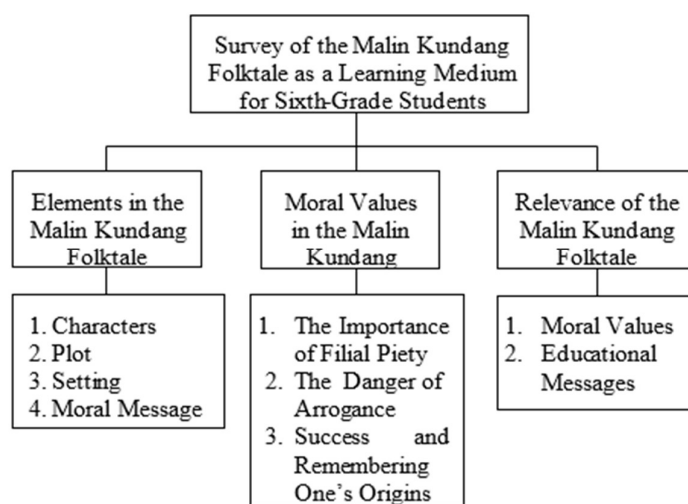 Survey of the Malin Kundang
Folktale as a Learning Medium
for Sixth-Grade Students
Elements in the
Malin Kundang
Folktale
Moral Values
in the Malin
Kundang
Relevance of the
Malin Kundang
Folktale
1. Characters
2. Plot
3. Setting
4. Moral Message
1. The Importance
of Filial Piety
2. The Danger of
Arrogance
3. Success and
Remembering
One's Origins
1. Moral Values
2. Educational
Messages